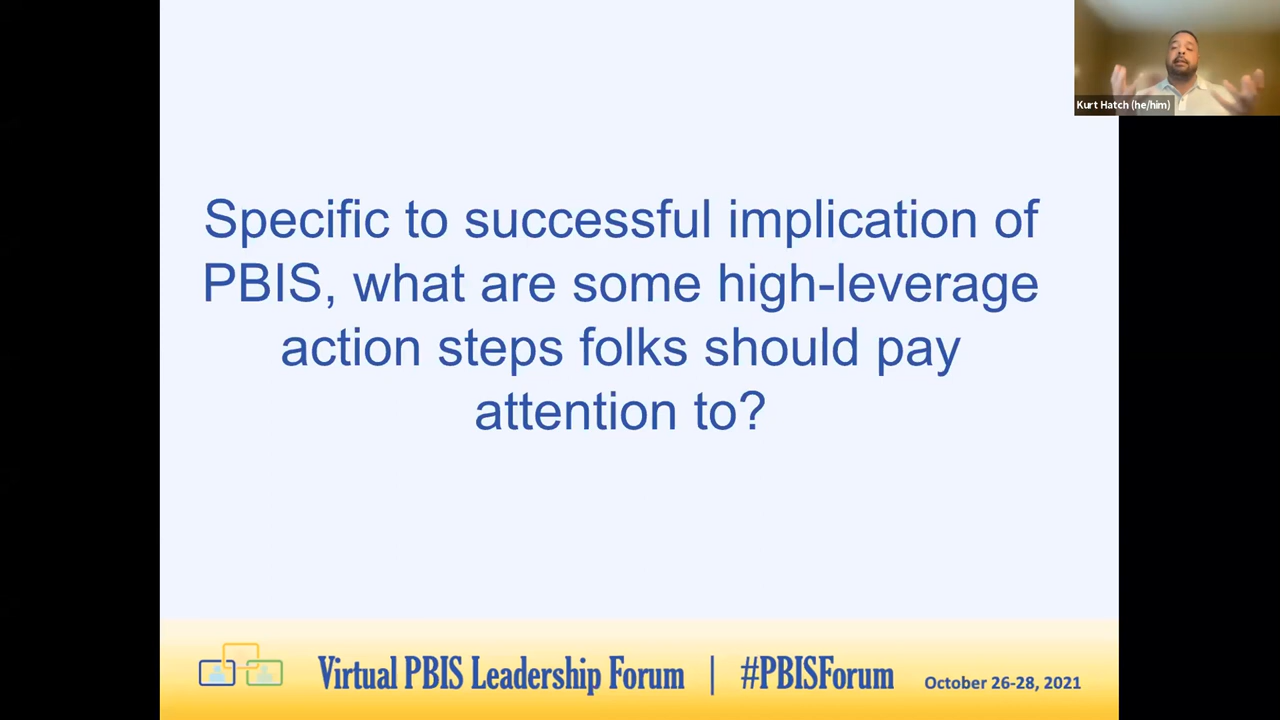 Kurt Hatch (he/him)
Specific to successful implication of
PBIS, what are some high-leverage
action steps folks should pay
attention to?
Virtual PBIS Leadership Forum | #PBISForum October 26-28, 2021